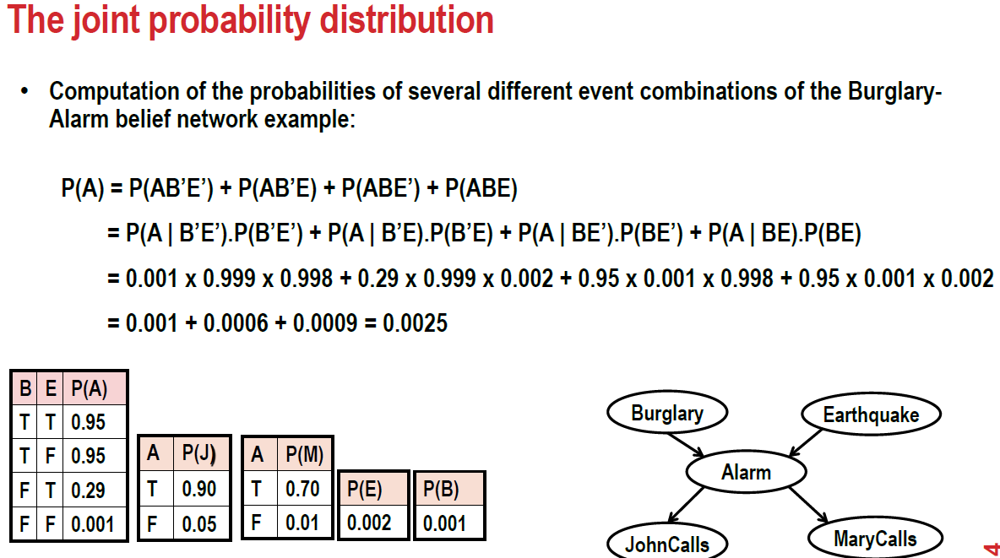 The joint probability distribution
• Computation of the probabilities of several different event combinations of the Burglary-
Alarm belief network example:
P(A) = P(AB’E’) + P(AB’E) + P(ABE’) + P(ABE)
= P(A | B’E’).P(B’E’) + P(A | B’E).P(B’E) + P(A | BE’).P(BE’) + P(A | BE).P(BE)
= 0.001 x 0.999 x 0.998 + 0.29 x 0.999 x 0.002 + 0.95 x 0.001 x 0.998 + 0.95 x 0.001 x 0.002
= 0.001 + 0.0006 + 0.0009 = 0.0025
B E P(A)
T T 0.95
T F 0.95
F T 0.29
F F 0.001
A P(J)
T 0.90
F 0.05
A P(M)
T 0.70
F 0.01
P(E)
0.002
P(B)
0.001
Burglary
Earthquake
Alarm
JohnCalls
MaryCalls
4